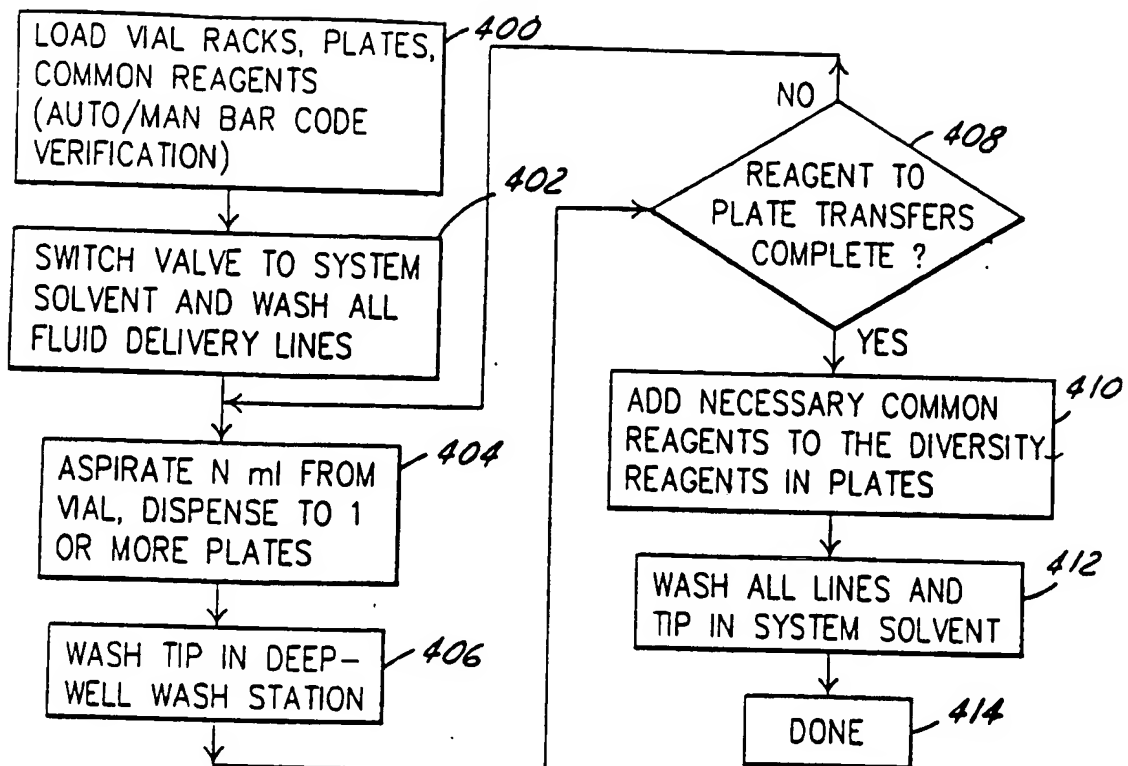 LOAD VIAL RACKS, PLATES,
COMMON REAGENTS
(AUTO/MAN BAR CODE
VERIFICATION)
400
SWITCH VALVE TO SYSTEM
SOLVENT AND WASH ALL
FLUID DELIVERY LINES
402
ASPIRATE N ml FROM
VIAL, DISPENSE TO 1
OR MORE PLATES
404
WASH TIP IN DEEP-
WELL WASH STATION
406
NO
REAGENT TO
PLATE TRANSFERS
COMPLETE ?
408
YES
ADD NECESSARY COMMON
REAGENTS TO THE DIVERSITY
REAGENTS IN PLATES
410
WASH ALL LINES AND
TIP IN SYSTEM SOLVENT
412
DONE
414